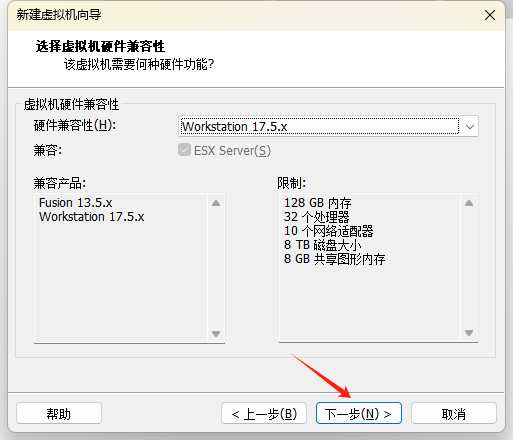 新建虚拟机向导
选择虚拟机硬件兼容性
该虚拟机需要何种硬件功能?
虚拟机硬件兼容性
硬件兼容性(H):
Workstation 17.5.x
兼容:
ESX Server(S)
兼容产品:
Fusion 13.5.x
Workstation 17.5.x
限制:
128 GB 内存
32 个处理器
10 个网络适配器
8 TB 磁盘大小
8 GB 共享图形内存
帮助
< 上一步(B)
下一步(N) >
取消